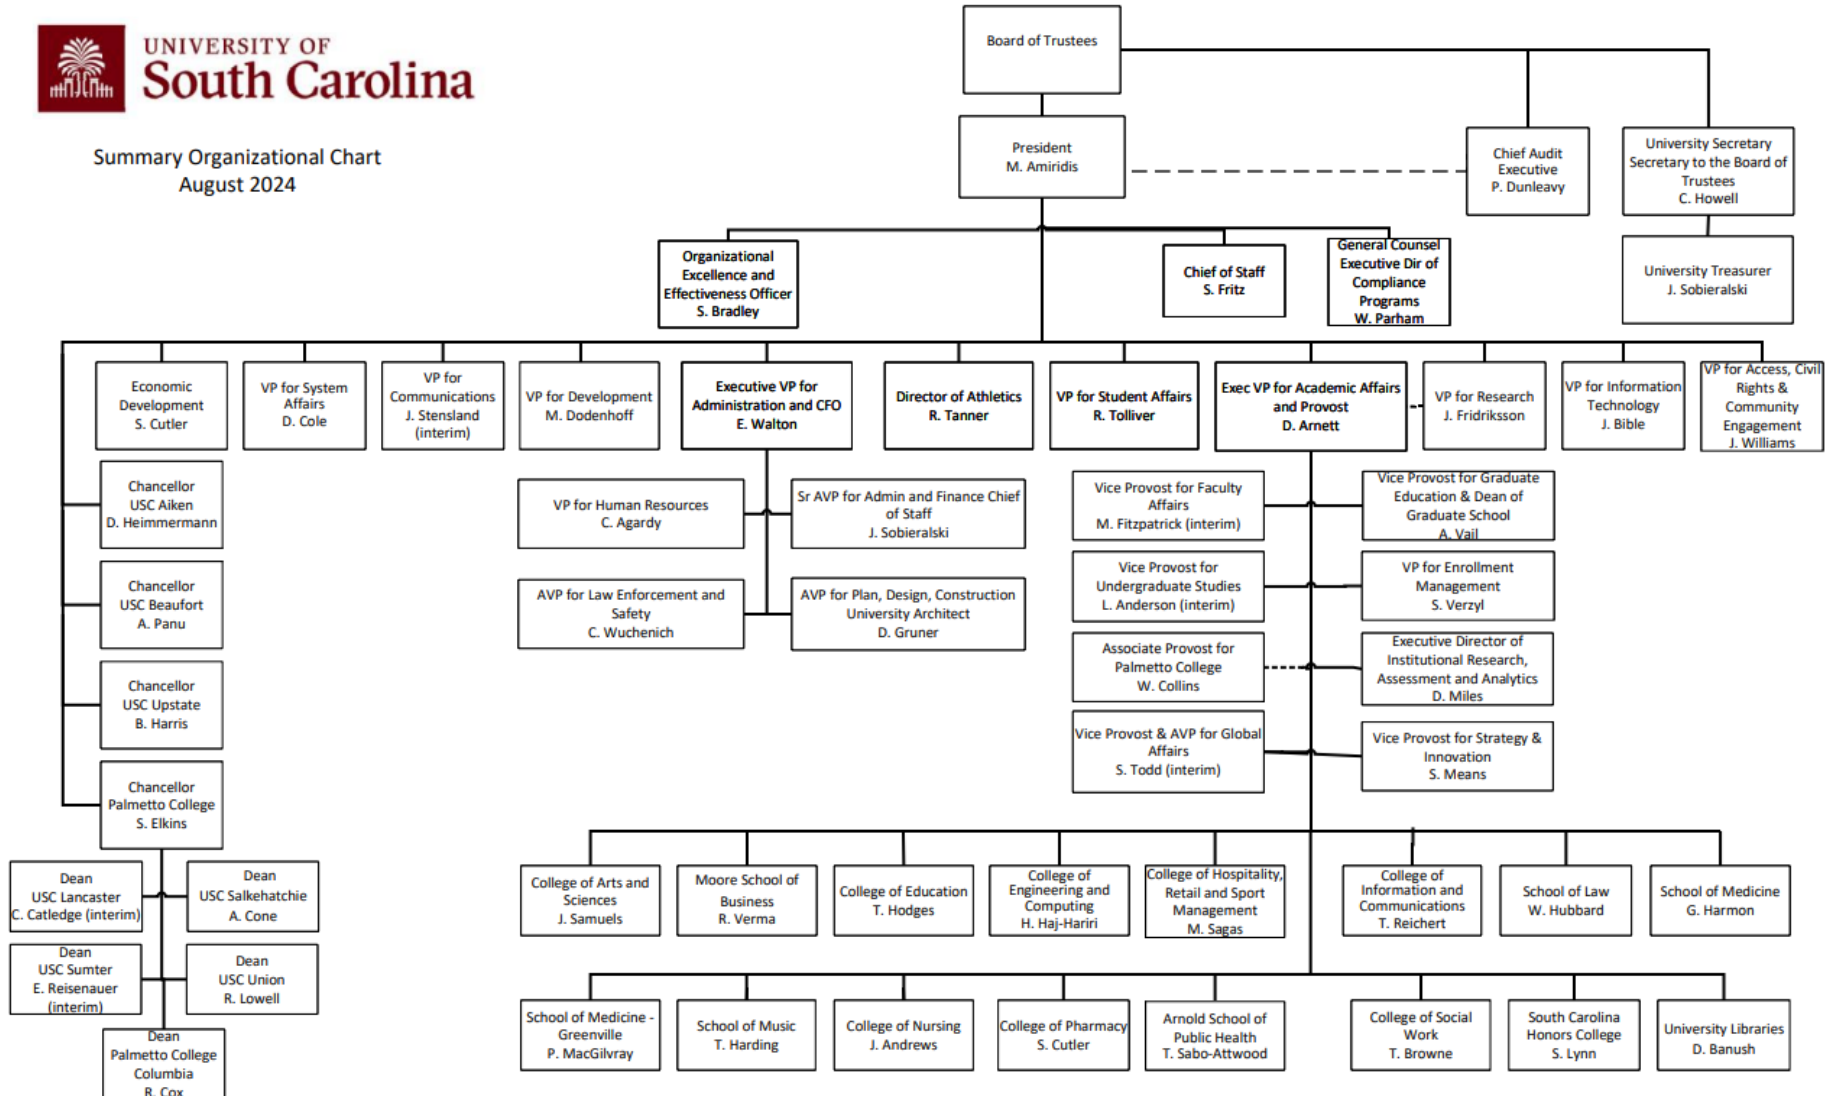 UNIVERSITY OF
South Carolina
Summary Organizational Chart
August 2024
Board of Trustees
President
M. Amiridis
Chief Audit
Executive
P. Dunleavy
University Secretary
Secretary to the Board of
Trustees
C. Howell
University Treasurer
J. Sobieralski
Organizational
Excellence and
Effectiveness Officer
S. Bradley
Chief of Staff
S. Fritz
General Counsel
Executive Dir of
Compliance
Programs
W. Parham
Economic
Development
S. Cutler
VP for System
Affairs
D. Cole
VP for
Communications
J. Stensland
(interim)
VP for Development
M. Dodenhoff
Executive VP for
Administration and CFO
E. Walton
Director of Athletics
R. Tanner
VP for Student Affairs
R. Tolliver
Exec VP for Academic Affairs
and Provost
D. Arnett
VP for Research
J. Fridriksson
VP for Information
Technology
J. Bible
VP for Access, Civil
Rights &
Community
Engagement
J. Williams
Chancellor
USC Aiken
D. Heimmermann
Chancellor
USC Beaufort
A. Panu
Chancellor
USC Upstate
B. Harris
Chancellor
Palmetto College
S. Elkins
Dean
USC Lancaster
C. Catledge (interim)
Dean
USC Salkehatchie
A. Cone
Dean
USC Sumter
E. Reisenauer
(interim)
Dean
USC Union
R. Lowell
Dean
Palmetto College
Columbia
R. Cox
VP for Human Resources
C. Agardy
Sr AVP for Admin and Finance Chief
of Staff
J. Sobieralski
AVP for Law Enforcement and
Safety
C. Wuchenich
AVP for Plan, Design, Construction
University Architect
D. Gruner
Vice Provost for Faculty
Affairs
M. Fitzpatrick (interim)
Vice Provost for Graduate
Education & Dean of
Graduate School
A. Vail
Vice Provost for
Undergraduate Studies
L. Anderson (interim)
VP for Enrollment
Management
S. Verzyl
Associate Provost for
Palmetto College
W. Collins
Executive Director of
Institutional Research,
Assessment and Analytics
D. Miles
Vice Provost & AVP for Global
Affairs
S. Todd (interim)
Vice Provost for Strategy &
Innovation
S. Means
College of Arts and
Sciences
J. Samuels
Moore School of
Business
R. Verma
College of Education
T. Hodges
College of
Engineering and
Computing
H. Haj-Hariri
College of Hospitality,
Retail and Sport
Management
M. Sagas
College of
Information and
Communications
T. Reichert
School of Law
W. Hubbard
School of Medicine
G. Harmon
School of Medicine -
Greenville
P. MacGilvray
School of Music
T. Harding
College of Nursing
J. Andrews
College of Pharmacy
S. Cutler
Arnold School of
Public Health
T. Sabo-Attwood
College of Social
Work
T. Browne
South Carolina
Honors College
S. Lynn
University Libraries
D. Banush